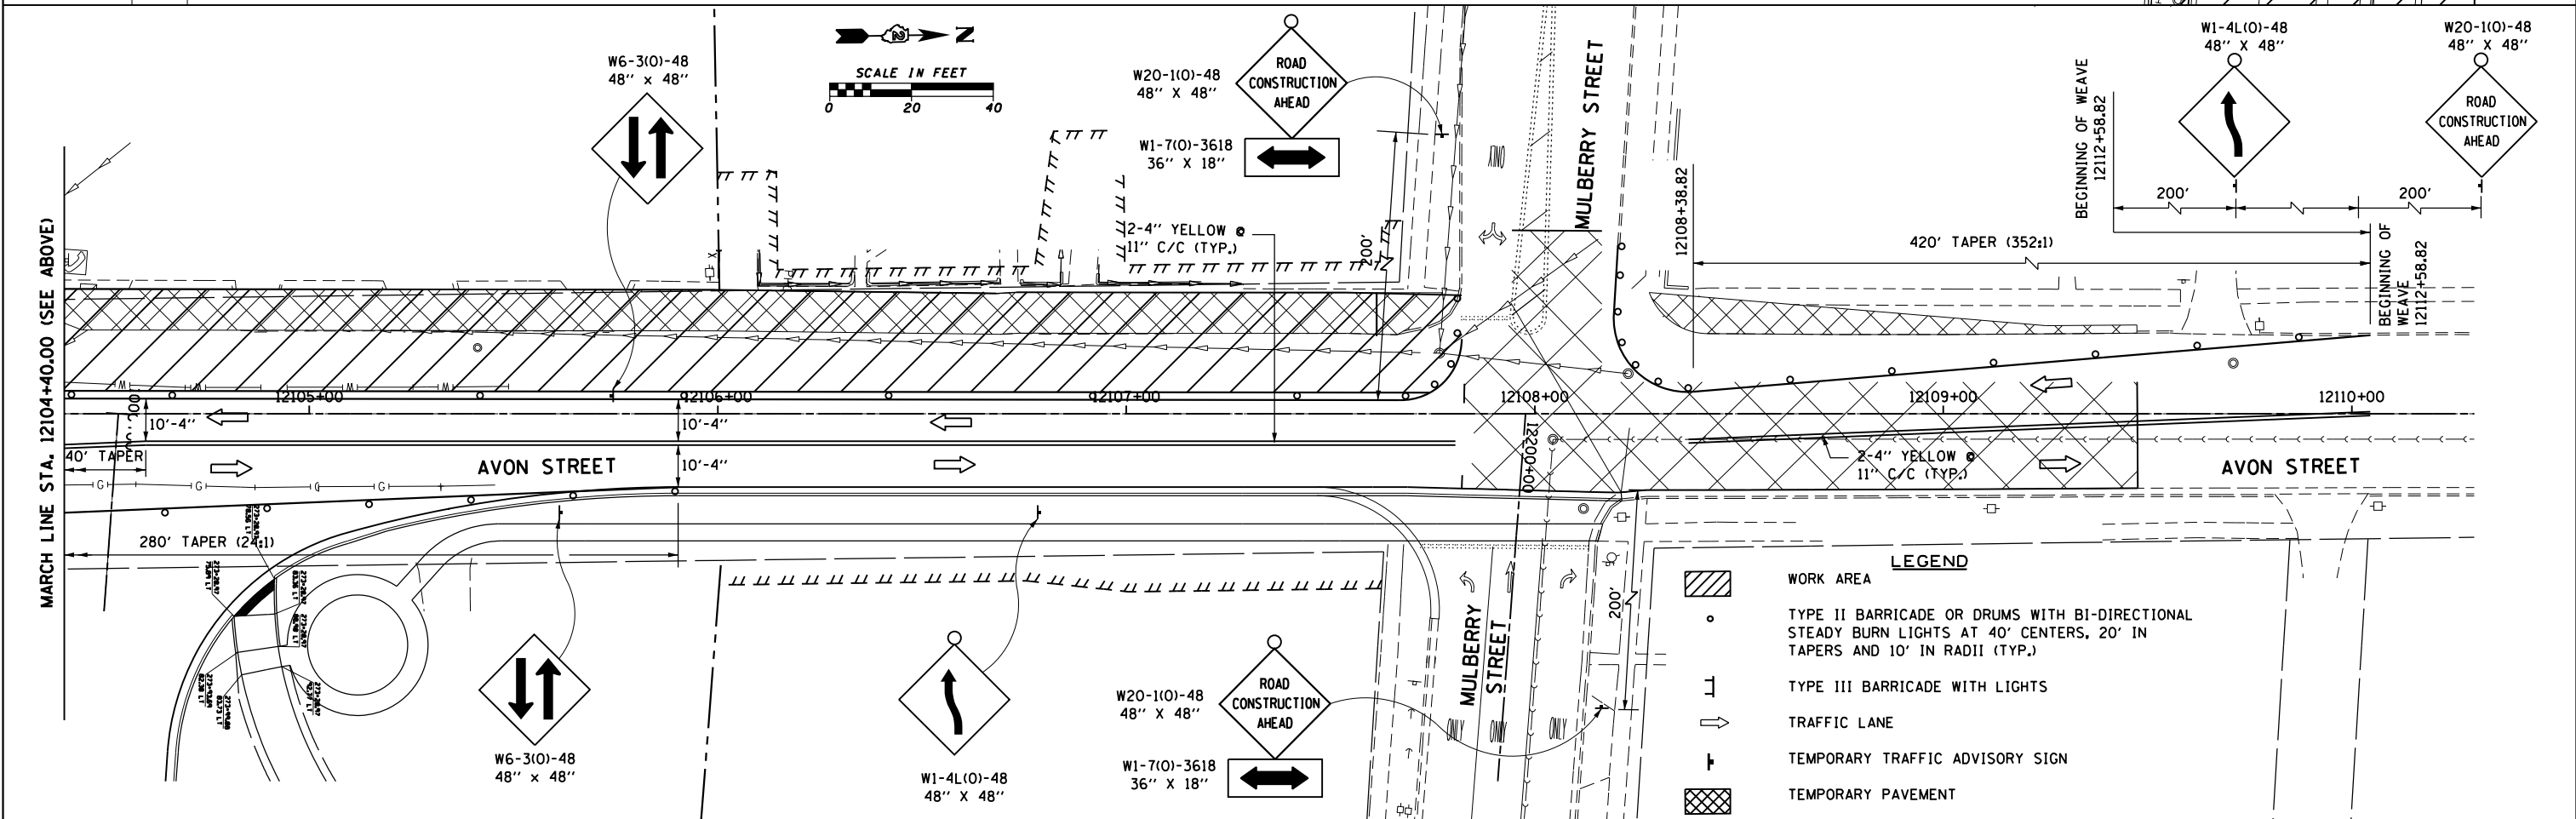 W6-3(O)-48
48'' x 48''
2
N
SCALE IN FEET
0 20 40
W20-1(O)-48
48'' X 48''
ROAD
CONSTRUCTION
AHEAD
W1-7(O)-3618
36'' X 18''
MULBERRY STREET
ONLY
2-4'' YELLOW @
11'' C/C (TYP.)
200'
12108+38.82
BEGINNING OF WEAVE
12112+58.82
W1-4L(O)-48
48'' X 48''
W20-1(O)-48
48'' X 48''
ROAD
CONSTRUCTION
AHEAD
200'
200'
420' TAPER (352:1)
BEGINNING OF
WEAVE
12112+58.82
MARCH LINE STA. 12104+40.00 (SEE ABOVE)
W W W W
12105+00
12106+00
12107+00
12108+00
12109+00
12110+00
10'-4''
10'-4''
10'-4''
40' TAPER
AVON STREET
G G G
280' TAPER (24:1)
12200+00
2-4'' YELLOW @
11'' C/C (TYP.)
AVON STREET
W6-3(O)-48
48'' x 48''
W1-4L(O)-48
48'' X 48''
W20-1(O)-48
48'' X 48''
ROAD
CONSTRUCTION
AHEAD
W1-7(O)-3618
36'' X 18''
MULBERRY
STREET
ONLY
ONLY
ONLY
200'
LEGEND
WORK AREA
TYPE II BARRICADE OR DRUMS WITH BI-DIRECTIONAL
STEADY BURN LIGHTS AT 40' CENTERS, 20' IN
TAPERS AND 10' IN RADII (TYP.)
TYPE III BARRICADE WITH LIGHTS
TRAFFIC LANE
TEMPORARY TRAFFIC ADVISORY SIGN
TEMPORARY PAVEMENT